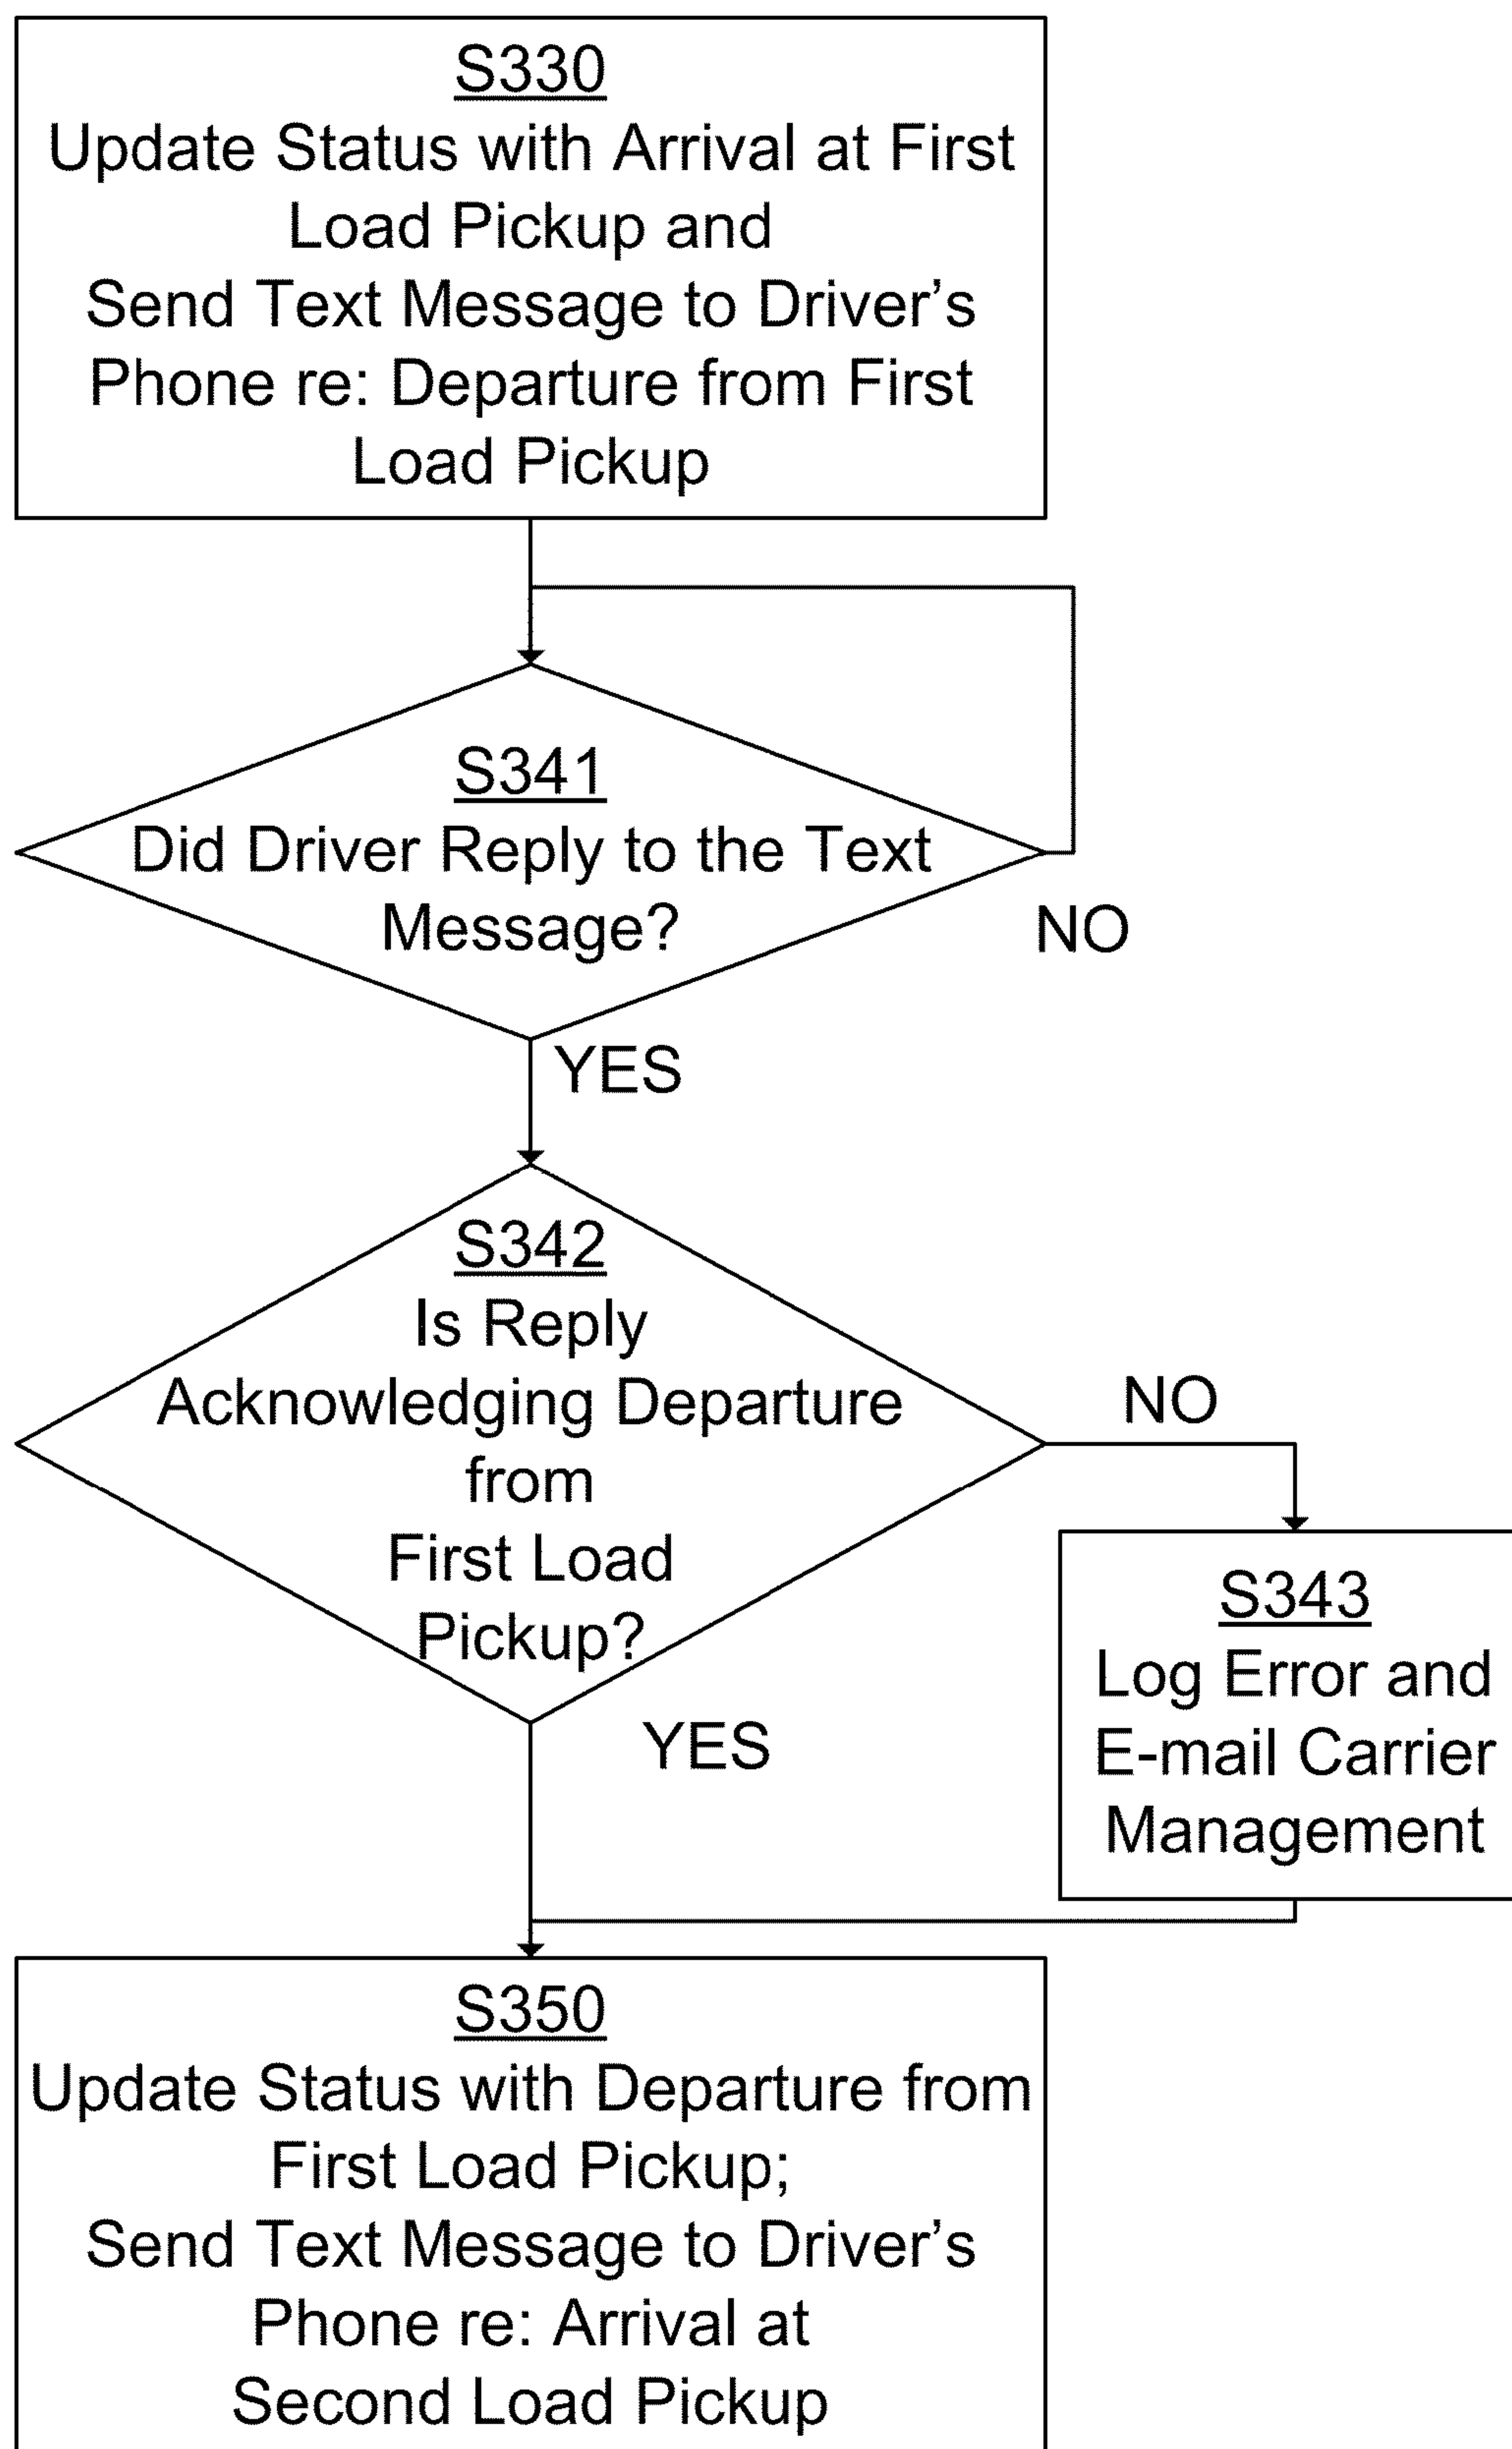 S330
Update Status with Arrival at First
Load Pickup and
Send Text Message to Driver’s
Phone re: Departure from First
Load Pickup
S341
Did Driver Reply to the Text
Message?
NO
YES
S342
Is Reply
Acknowledging Departure
from
First Load
Pickup?
NO
YES
S343
Log Error and
E-mail Carrier
Management
S350
Update Status with Departure from
First Load Pickup;
Send Text Message to Driver’s
Phone re: Arrival at
Second Load Pickup